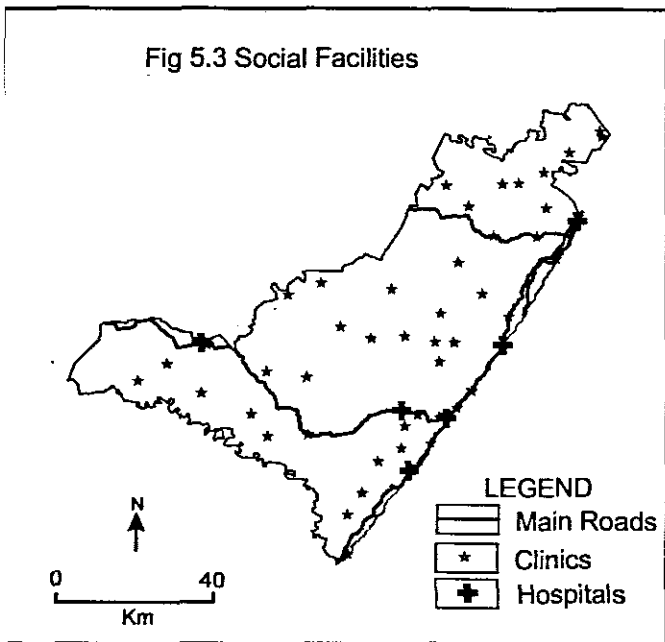 Fig 5.3 Social Facilities
N
0 40
Km
LEGEND
Main Roads
Clinics
Hospitals